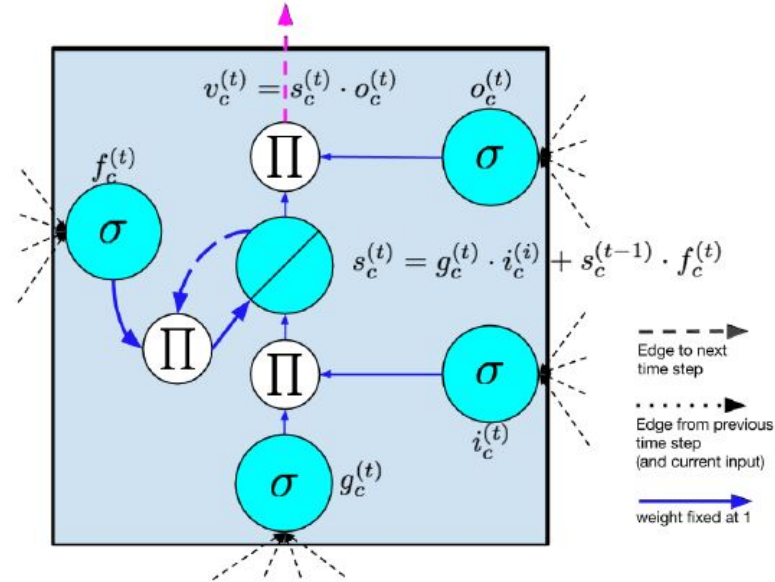 v_c^{(t)} = s_c^{(t)} · o_c^{(t)}
o_c^{(t)}
Π
σ
f_c^{(t)}
σ
s_c^{(t)} = g_c^{(t)} · i_c^{(i)} + s_c^{(t-1)} · f_c^{(t)}
Π
Π
σ
i_c^{(t)}
σ
g_c^{(t)}
Edge to next
time step
Edge from previous
time step
(and current input)
weight fixed at 1